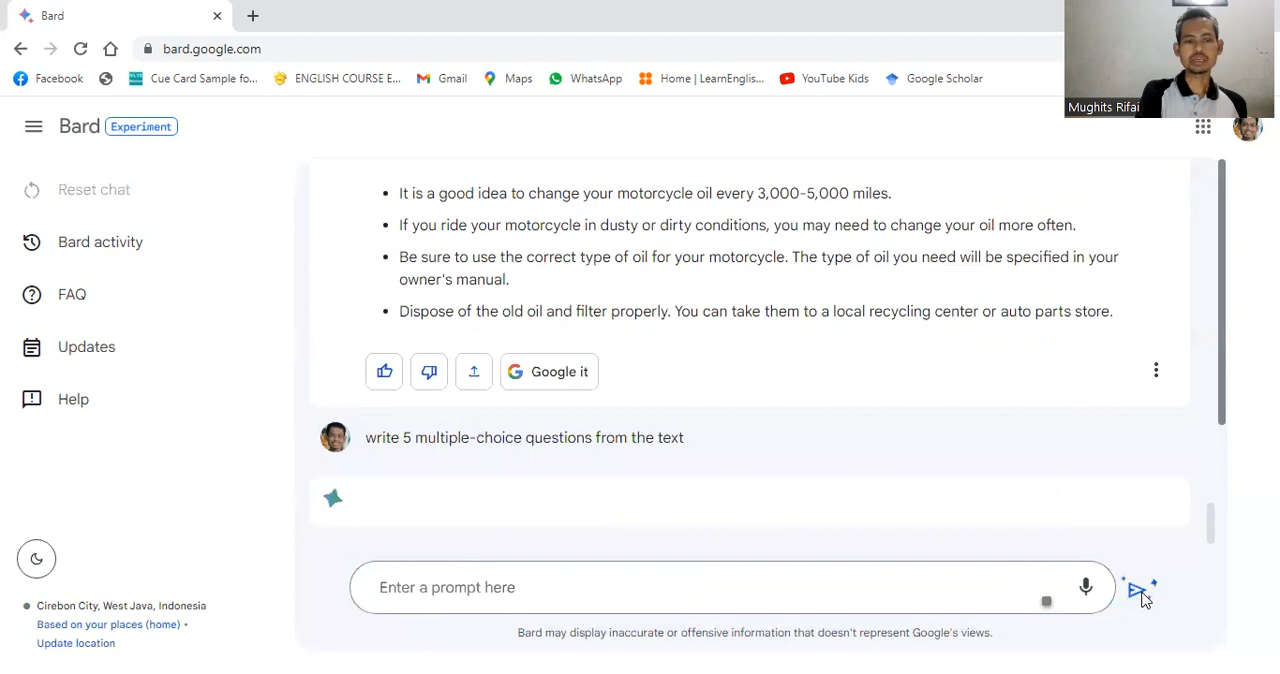 Bard
bard.google.com
Facebook
Cue Card Sample fo...
ENGLISH COURSE E...
Gmail
Maps
WhatsApp
Home | LearnEnglis...
YouTube Kids
Google Scholar
Mughits Rifai
Bard Experiment
Reset chat
Bard activity
FAQ
Updates
Help
It is a good idea to change your motorcycle oil every 3,000-5,000 miles.
If you ride your motorcycle in dusty or dirty conditions, you may need to change your oil more often.
Be sure to use the correct type of oil for your motorcycle. The type of oil you need will be specified in your
owner's manual.
Dispose of the old oil and filter properly. You can take them to a local recycling center or auto parts store.
Google it
write 5 multiple-choice questions from the text
Enter a prompt here
Bard may display inaccurate or offensive information that doesn't represent Google's views.
Cirebon City, West Java, Indonesia
Based on your places (home) •
Update location